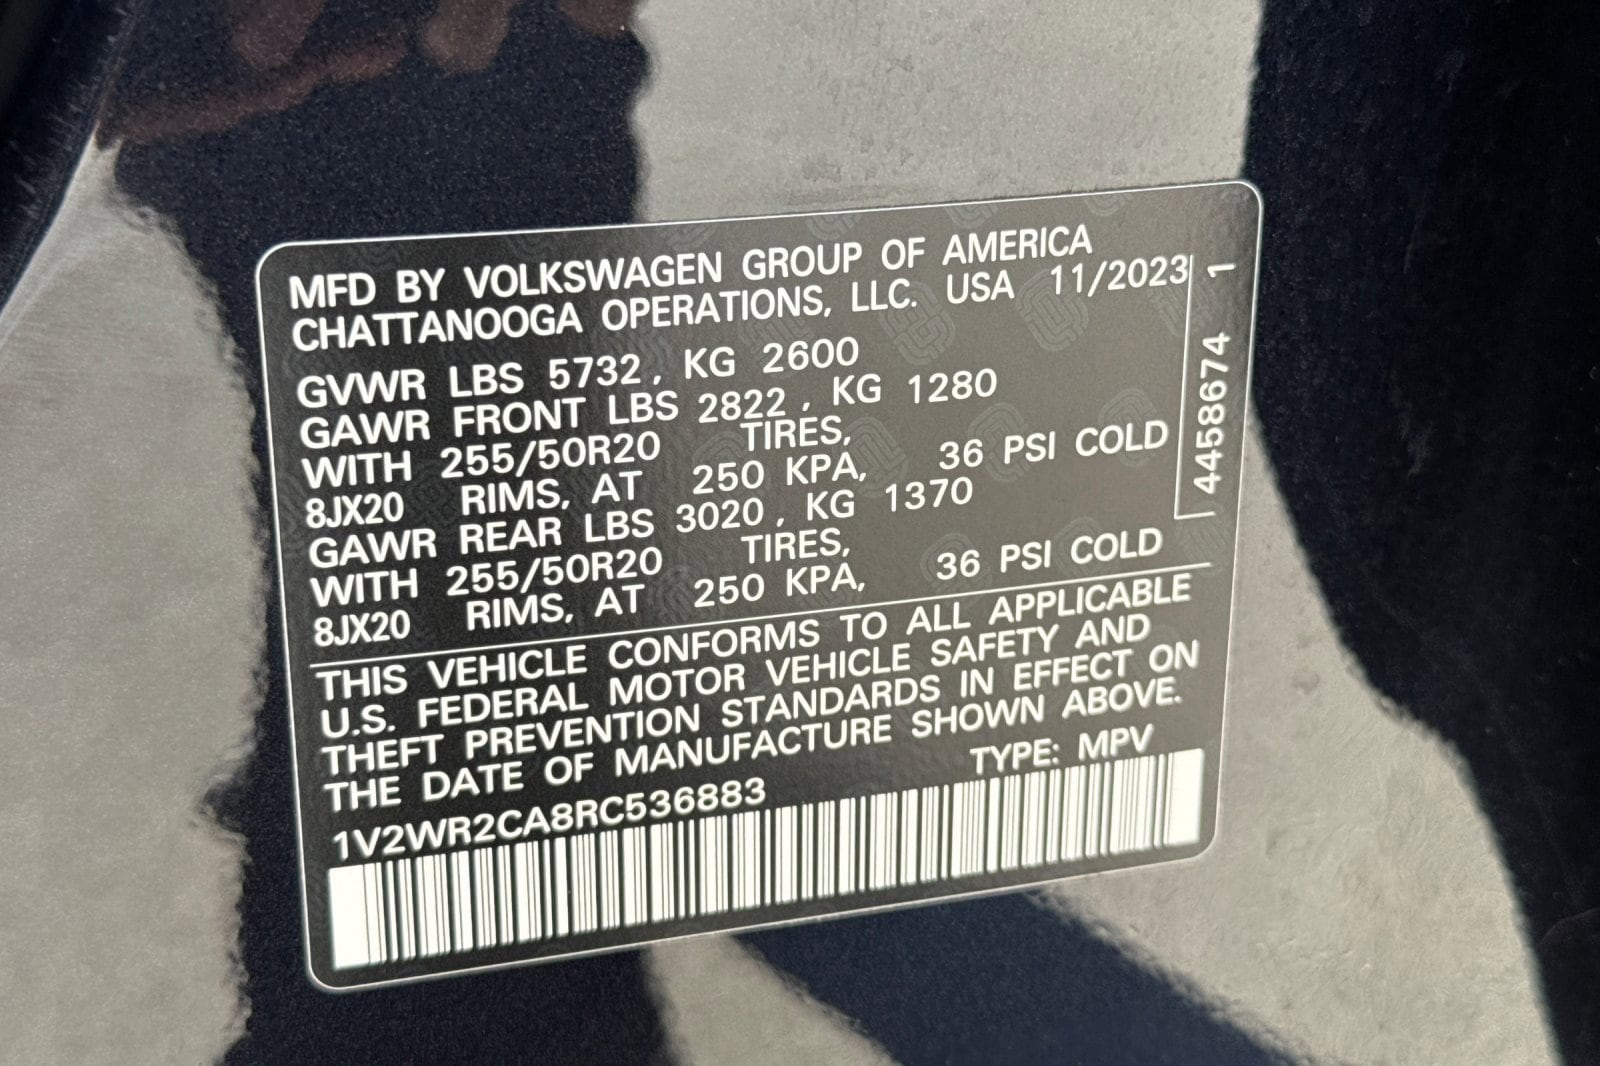 MFD BY VOLKSWAGEN GROUP OF AMERICA
CHATTANOOGA OPERATIONS, LLC. USA 11/2023
GVWR LBS 5732, KG 2600
GAWR FRONT LBS 2822, KG 1280
WITH 255/50R20 TIRES,
8JX20 RIMS, AT 250 KPA, 36 PSI COLD
GAWR REAR LBS 3020, KG 1370
WITH 255/50R20 TIRES,
8JX20 RIMS, AT 250 KPA, 36 PSI COLD
THIS VEHICLE CONFORMS TO ALL APPLICABLE
U.S. FEDERAL MOTOR VEHICLE SAFETY AND
THEFT PREVENTION STANDARDS IN EFFECT ON
THE DATE OF MANUFACTURE SHOWN ABOVE.
1V2WR2CA8RC536883 TYPE: MPV
4458674 1